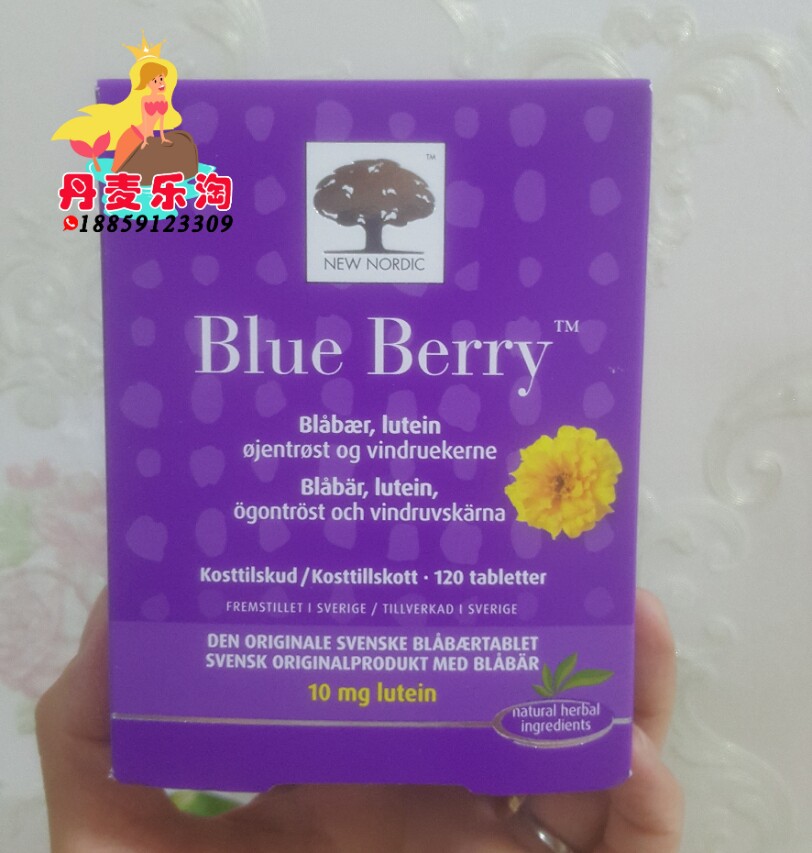 丹麦乐淘
18859123309
TM
NEW NORDIC
Blue Berry™
Blåbær, lutein
øjentrøst og vindruekerne
Blåbär, lutein,
ögontröst och vindruvskärna
Kosttilskud/Kosttillskott · 120 tabletter
FREMSTILLET I SVERIGE / TILLVERKAD I SVERIGE
DEN ORIGINALE SVENSKE BLÅBÆRTABLET
SVENSK ORIGINALPRODUKT MED BLÅBÄR
10 mg lutein
natural herbal
ingredients